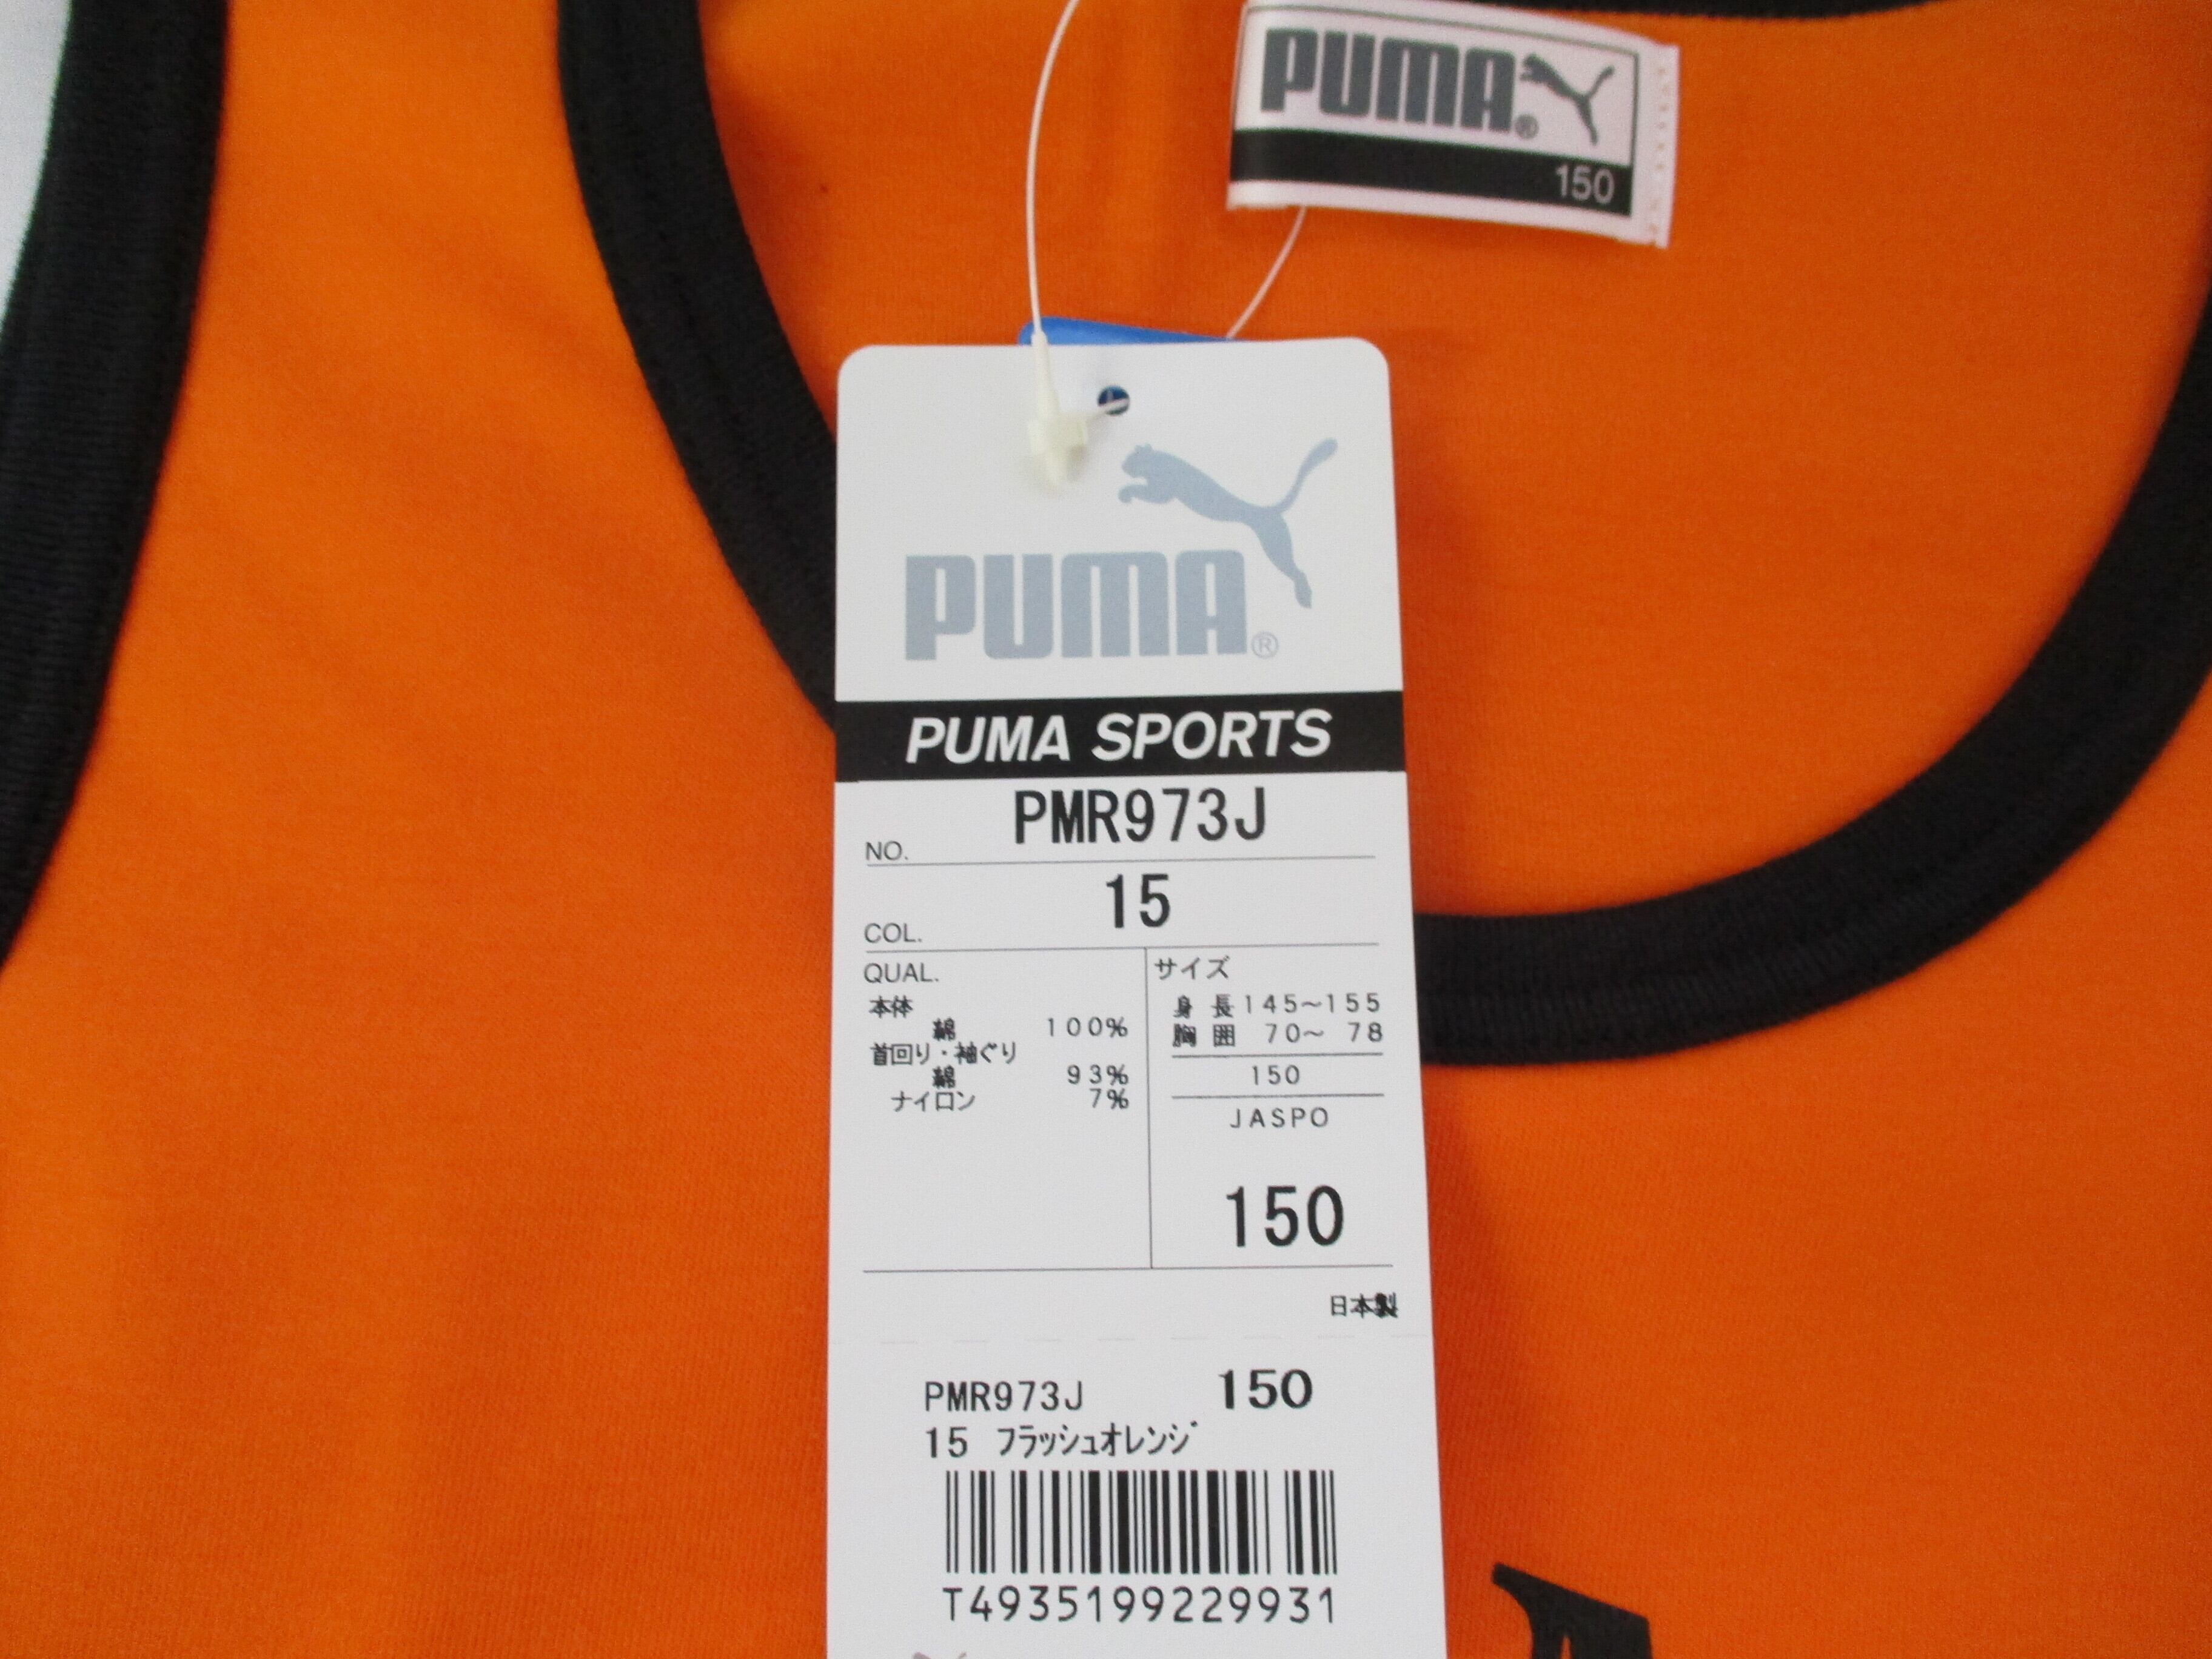 PUMA®
150
PUMA®
PUMA SPORTS
NO. PMR973J
COL. 15
QUAL.
本体
綿 100%
首回り・袖ぐり
綿 93%
ナイロン 7%
サイズ
身長145~155
胸囲 70~ 78
150
JASPO
150
日本製
PMR973J 150
15 フラッシュオレンジ
T4935199229931